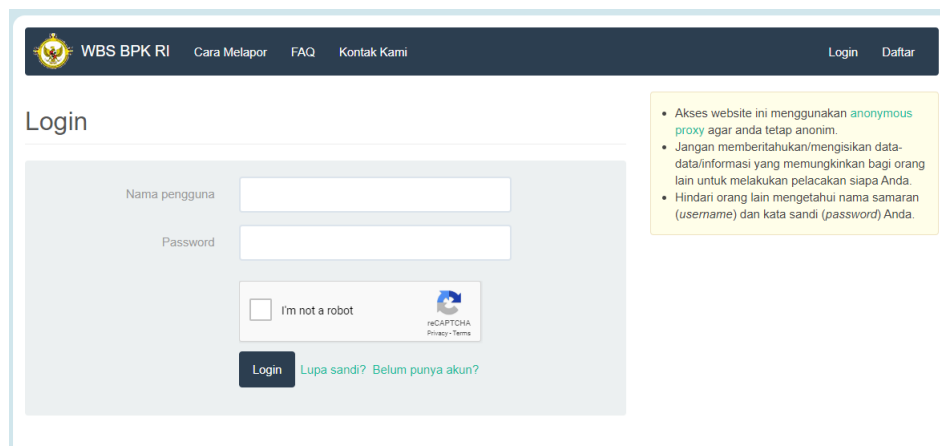 WBS BPK RI Cara Melapor FAQ Kontak Kami Login Daftar
Login
Nama pengguna
Password
I'm not a robot
reCAPTCHA
Privacy - Terms
Login Lupa sandi? Belum punya akun?
Akses website ini menggunakan anonymous
proxy agar anda tetap anonim.
Jangan memberitahukan/mengisikan data-
data/informasi yang memungkinkan bagi orang
lain untuk melakukan pelacakan siapa Anda.
Hindari orang lain mengetahui nama samaran
(username) dan kata sandi (password) Anda.